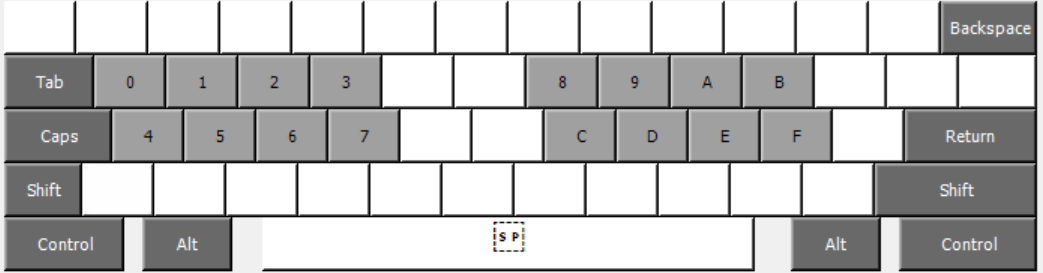 Backspace
Tab 0 1 2 3 8 9 A B
Caps 4 5 6 7 C D E F Return
Shift Shift
Control Alt SP Alt Control